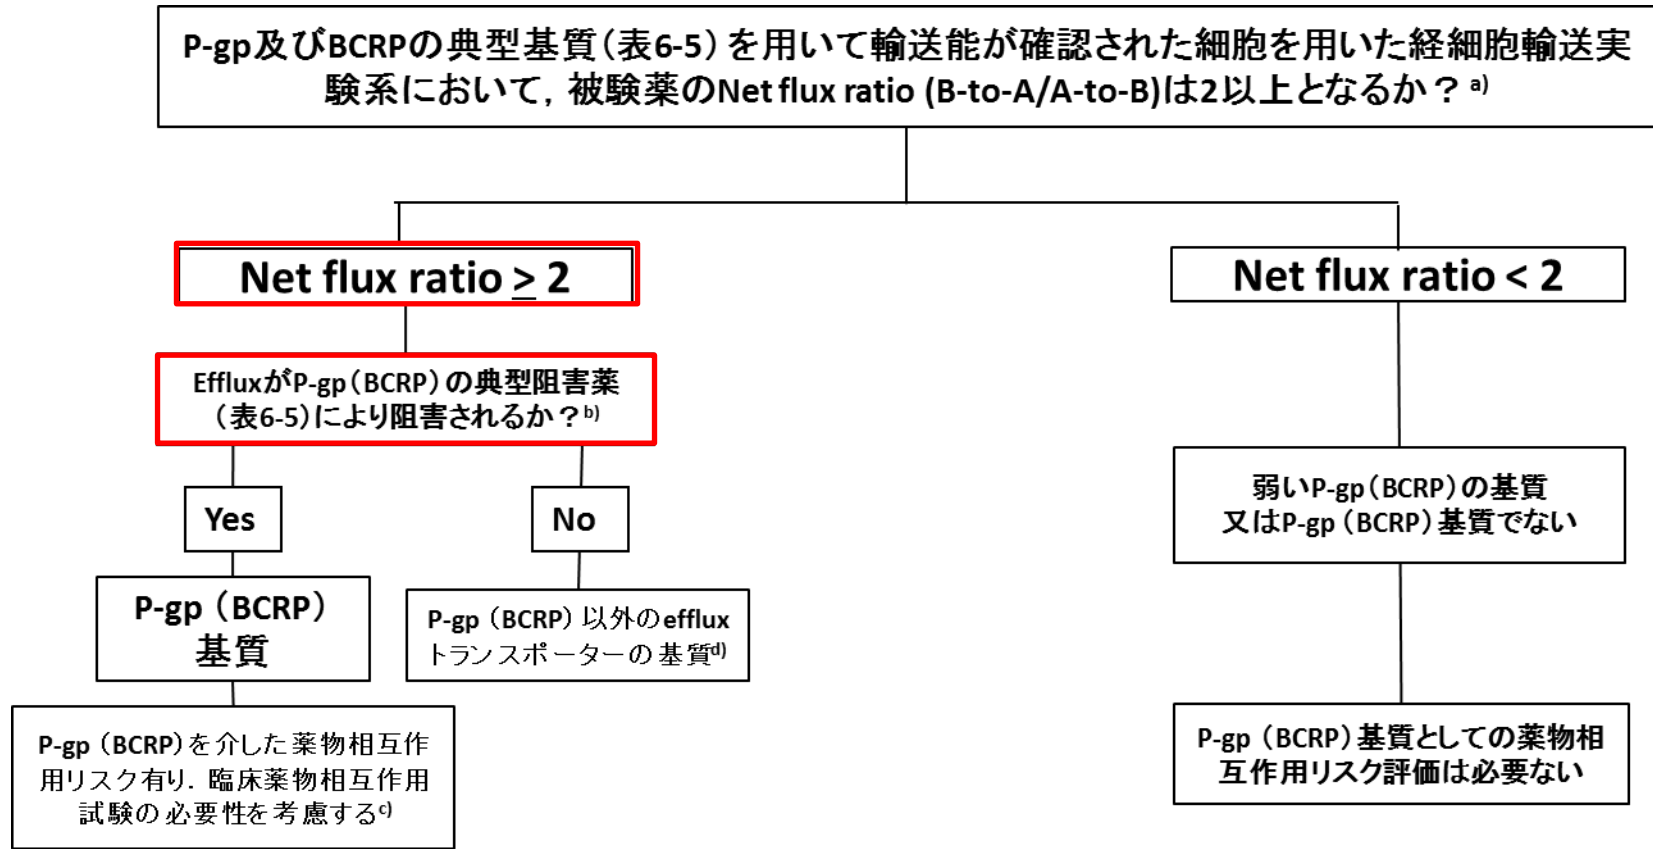 P-gp及びBCRPの典型基質（表6-5）を用いて輸送能が確認された細胞を用いた経細胞輸送実
験系において，被験薬のNet flux ratio (B-to-A/A-to-B)は2以上となるか？ a)
Net flux ratio ≥ 2
Net flux ratio < 2
EffluxがP-gp（BCRP）の典型阻害薬
（表6-5）により阻害されるか？b)
弱いP-gp（BCRP）の基質
又はP-gp（BCRP）基質でない
Yes
No
P-gp（BCRP）
基質
P-gp（BCRP）以外のefflux
トランスポーターの基質d)
P-gp（BCRP）を介した薬物相互作
用リスク有り．臨床薬物相互作用
試験の必要性を考慮するc)
P-gp（BCRP）基質としての薬物相
互作用リスク評価は必要ない